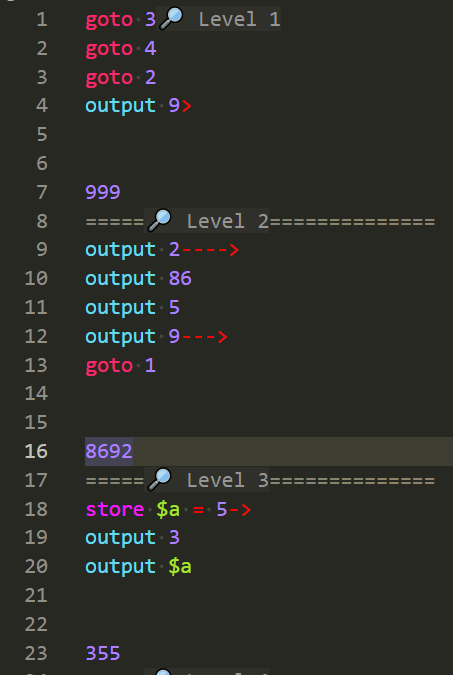 1 goto 3🔎 Level 1
2 goto 4
3 goto 2
4 output 9>
5
6
7 999
8 =====🔎 Level 2==============
9 output 2---->
10 output 86
11 output 5
12 output 9--->
13 goto 1
14
15
16 8692
17 =====🔎 Level 3==============
18 store $a = 5->
19 output 3
20 output $a
21
22
23 355